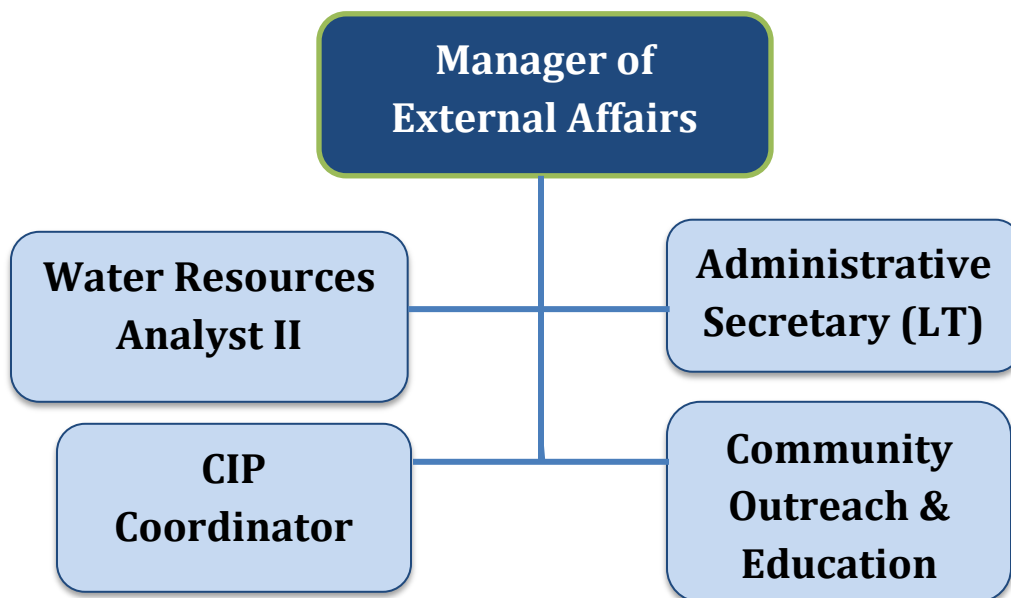 Manager of
External Affairs
Water Resources
Analyst II
Administrative
Secretary (LT)
CIP
Coordinator
Community
Outreach &
Education